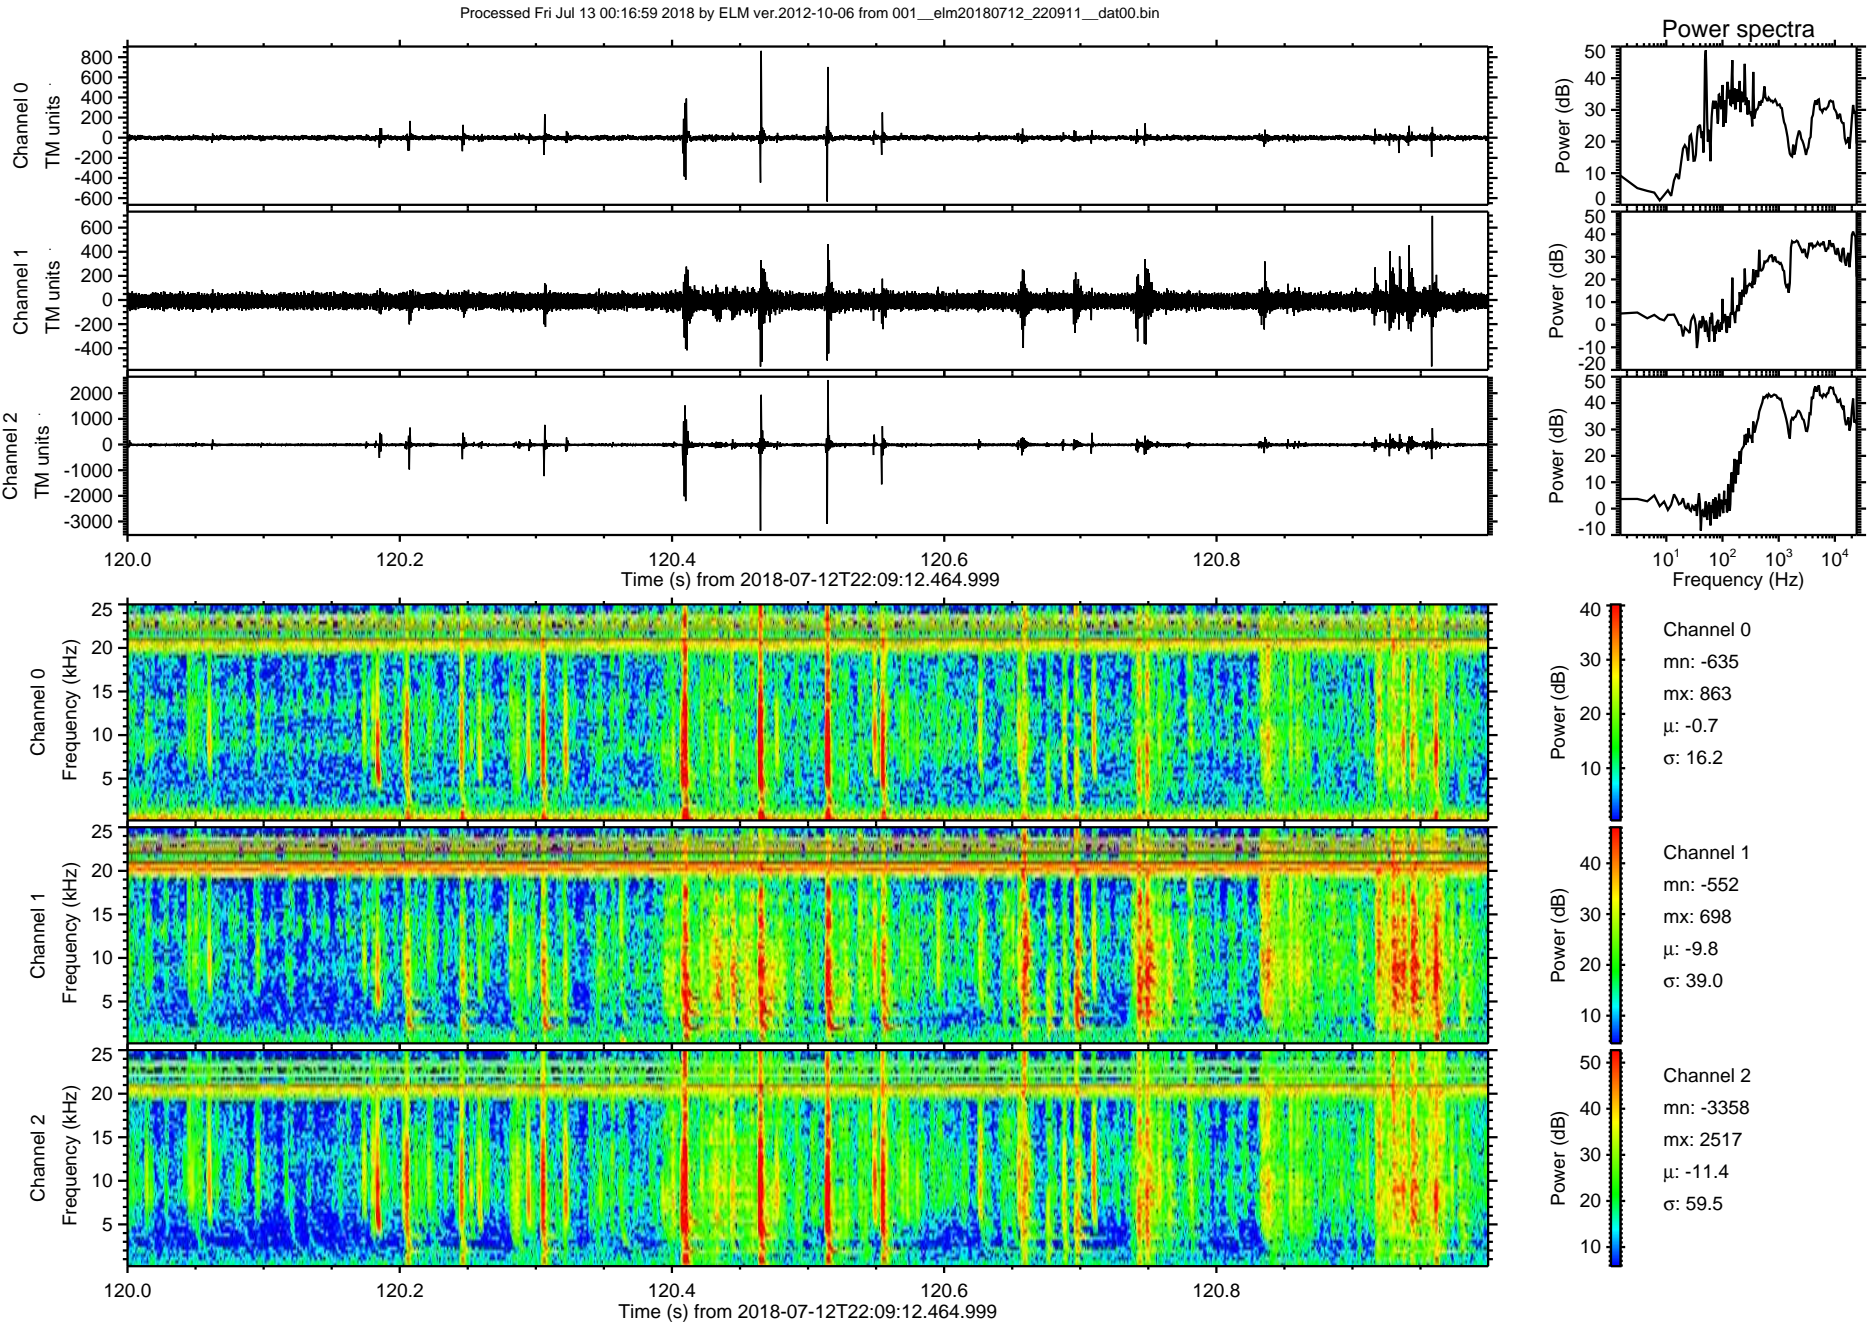 Processed Fri Jul 13 00:16:59 2018 by ELM ver.2012-10-06 from 001__elm20180712_220911__dat00.bin
Power spectra
Channel 0
TM units
800
600
400
200
0
-200
-400
-600
Power (dB)
50
40
30
20
10
0
Channel 1
TM units
600
400
200
0
-200
-400
Power (dB)
50
40
30
20
10
0
-10
-20
Channel 2
TM units
2000
1000
0
-1000
-2000
-3000
Power (dB)
50
40
30
20
10
0
-10
120.0 120.2 120.4 120.6 120.8
Time (s) from 2018-07-12T22:09:12.464.999
10^1 10^2 10^3 10^4
Frequency (Hz)
Channel 0
Frequency (kHz)
25
20
15
10
5
Power (dB)
40
30
20
10
Channel 0
mn: -635
mx: 863
μ: -0.7
σ: 16.2
Channel 1
Frequency (kHz)
25
20
15
10
5
Power (dB)
40
30
20
10
Channel 1
mn: -552
mx: 698
μ: -9.8
σ: 39.0
Channel 2
Frequency (kHz)
25
20
15
10
5
Power (dB)
50
40
30
20
10
Channel 2
mn: -3358
mx: 2517
μ: -11.4
σ: 59.5
120.0 120.2 120.4 120.6 120.8
Time (s) from 2018-07-12T22:09:12.464.999